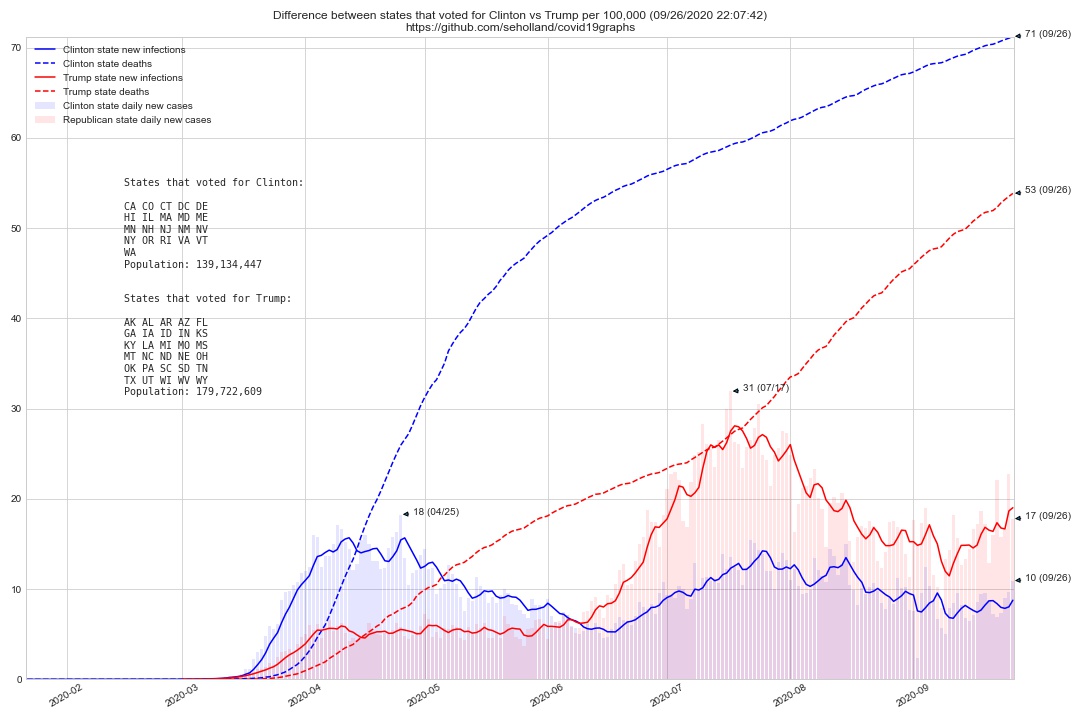 Difference between states that voted for Clinton vs Trump per 100,000 (09/26/2020 22:07:42)
https://github.com/seholland/covid19graphs
Clinton state new infections
Clinton state deaths
Trump state new infections
Trump state deaths
Clinton state daily new cases
Republican state daily new cases
States that voted for Clinton:
CA CO CT DC DE
HI IL MA MD ME
MN NH NJ NM NV
NY OR RI VA VT
WA
Population: 139,134,447
States that voted for Trump:
AK AL AR AZ FL
GA IA ID IN KS
KY LA MI MO MS
MT NC ND NE OH
OK PA SC SD TN
TX UT WI WV WY
Population: 179,722,609
70
60
50
40
30
20
10
0
71 (09/26)
53 (09/26)
31 (07/17)
18 (04/25)
17 (09/26)
10 (09/26)
2020-02
2020-03
2020-04
2020-05
2020-06
2020-07
2020-08
2020-09